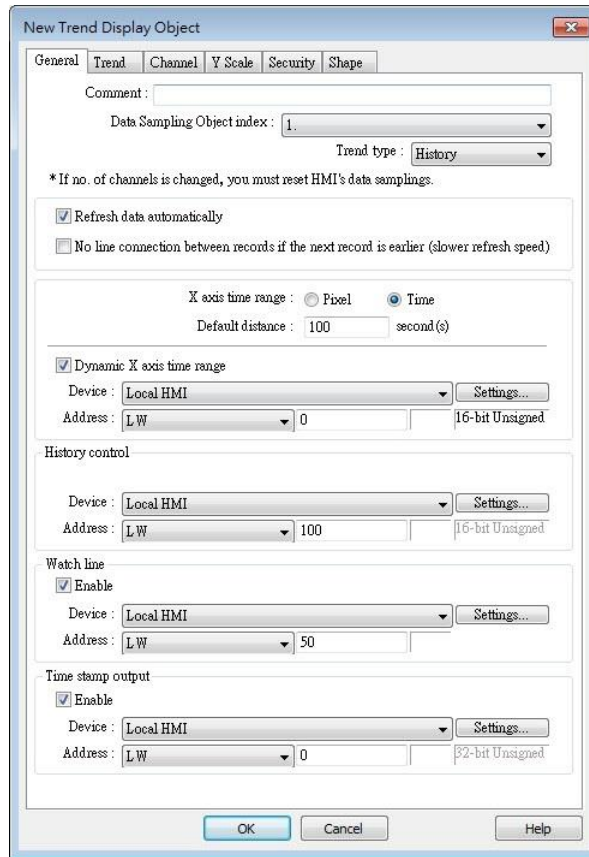 New Trend Display Object
General Trend Channel Y Scale Security Shape
Comment :
Data Sampling Object index : 1.
Trend type : History
* If no. of channels is changed, you must reset HMI's data samplings.
Refresh data automatically
No line connection between records if the next record is earlier (slower refresh speed)
X axis time range : Pixel Time
Default distance : 100 second(s)
Dynamic X axis time range
Device : Local HMI Settings...
Address : LW 0 16-bit Unsigned
History control
Device : Local HMI Settings...
Address : LW 100 16-bit Unsigned
Watch line
Enable
Device : Local HMI Settings...
Address : LW 50
Time stamp output
Enable
Device : Local HMI Settings...
Address : LW 0 32-bit Unsigned
OK Cancel Help